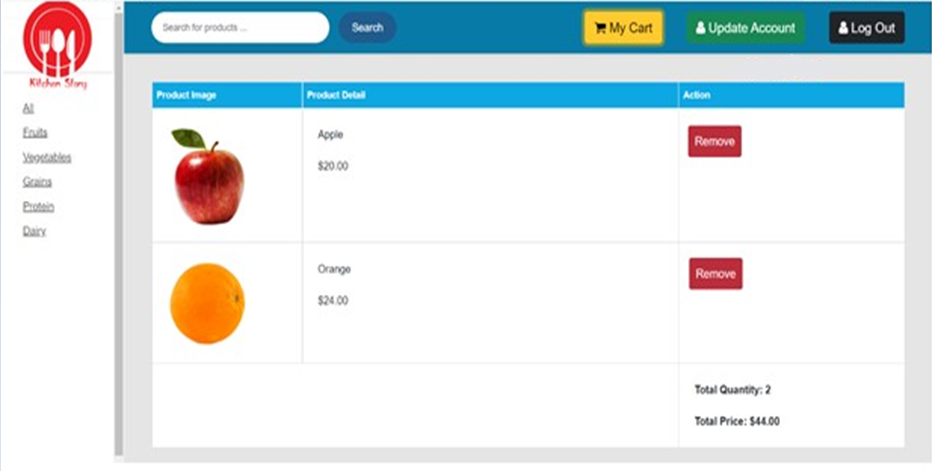 Kitchen Story
All
Fruits
Vegetables
Grains
Protein
Dairy
Search for products ...
Search
My Cart
Update Account
Log Out
Product Image Product Detail Action
Apple
$20.00
Remove
Orange
$24.00
Remove
Total Quantity: 2
Total Price: $44.00